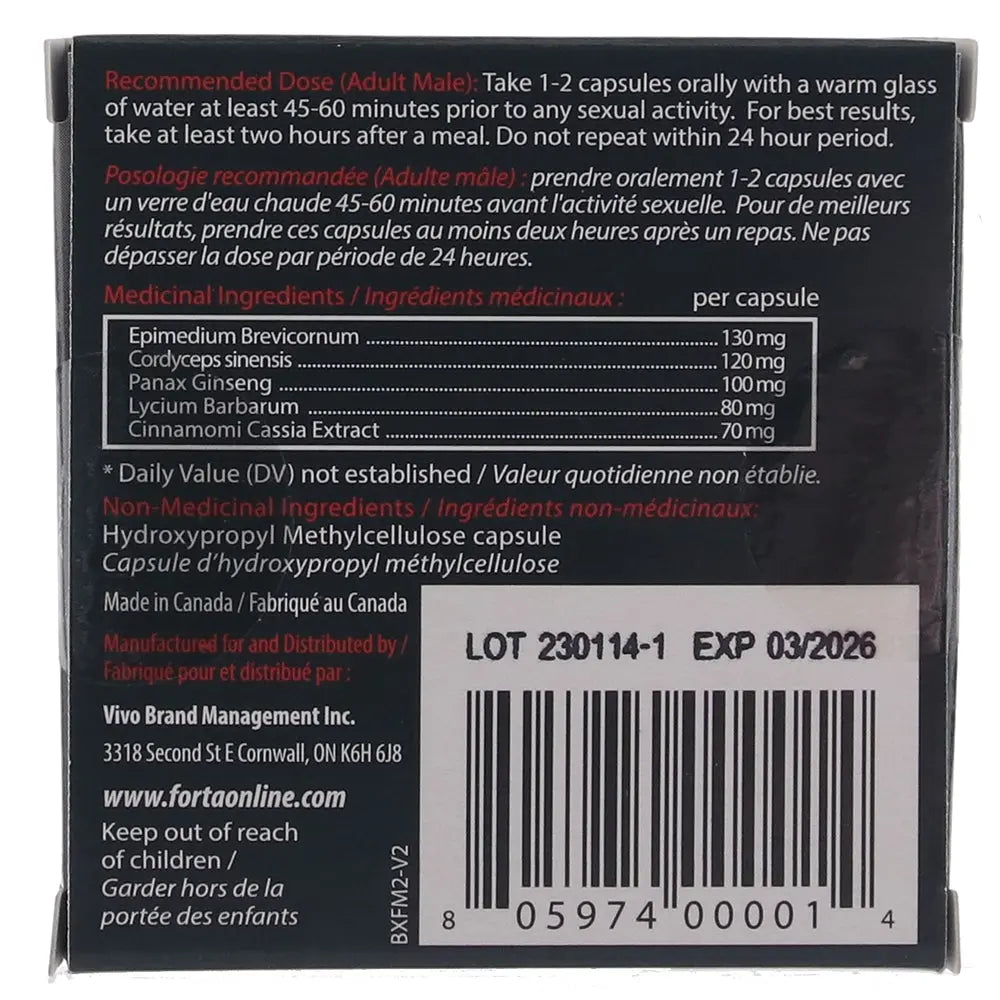 Recommended Dose (Adult Male): Take 1-2 capsules orally with a warm glass
of water at least 45-60 minutes prior to any sexual activity. For best results,
take at least two hours after a meal. Do not repeat within 24 hour period.
Posologie recommandée (Adulte mâle) : prendre oralement 1-2 capsules avec
un verre d'eau chaude 45-60 minutes avant l'activité sexuelle. Pour de meilleurs
résultats, prendre ces capsules au moins deux heures après un repas. Ne pas
dépasser la dose par période de 24 heures.
Medicinal Ingredients / Ingrédients médicinaux : per capsule
Epimedium Brevicornum ........ 130 mg
Cordyceps sinensis ........ 120 mg
Panax Ginseng ........ 100 mg
Lycium Barbarum ........ 80 mg
Cinnamomi Cassia Extract ........ 70 mg
* Daily Value (DV) not established / Valeur quotidienne non établie.
Non-Medicinal Ingredients / Ingrédients non-médicinaux:
Hydroxypropyl Methylcellulose capsule
Capsule d'hydroxypropyl méthylcellulose
Made in Canada / Fabriqué au Canada
Manufactured for and Distributed by /
Fabriqué pour et distribué par :
Vivo Brand Management Inc.
3318 Second St E Cornwall, ON K6H 6J8
www.fortaonline.com
Keep out of reach
of children /
Garder hors de la
portée des enfants
BXFM2-V2
LOT 230114-1 EXP 03/2026
8 05974 00001 4